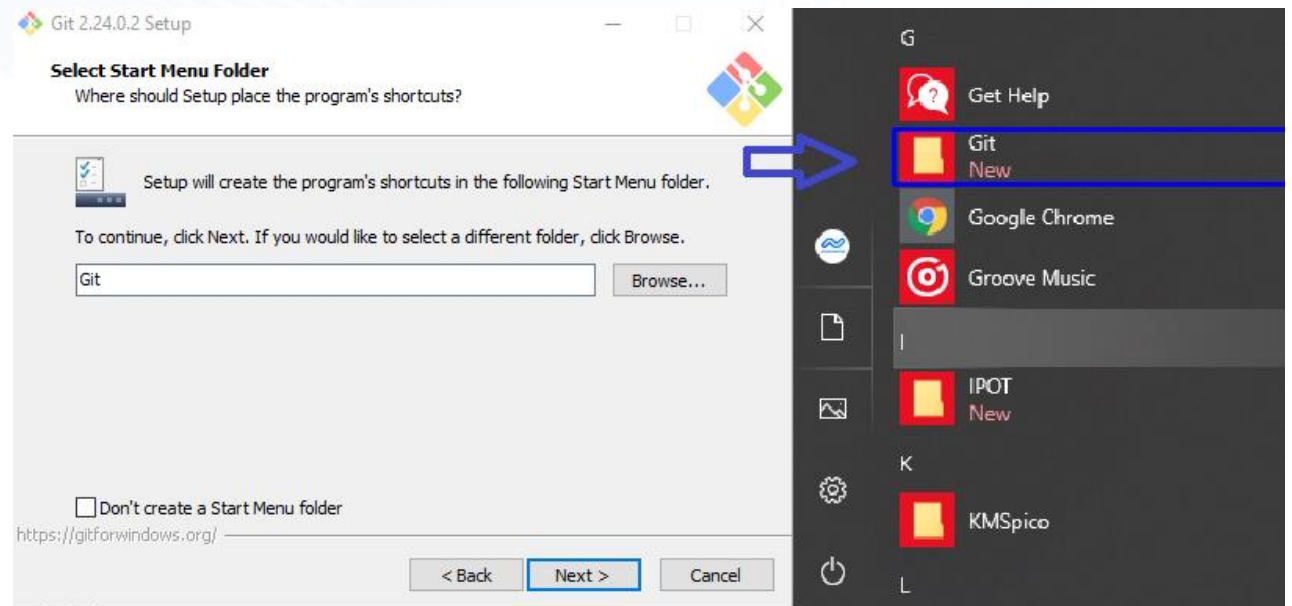 Git 2.24.0.2 Setup
Select Start Menu Folder
Where should Setup place the program's shortcuts?
Setup will create the program's shortcuts in the following Start Menu folder.
To continue, click Next. If you would like to select a different folder, click Browse.
Git
Browse...
Don't create a Start Menu folder
https://gitforwindows.org/
< Back
Next >
Cancel
G
Get Help
Git
New
Google Chrome
Groove Music
I
IPOT
New
K
KMSpico
L